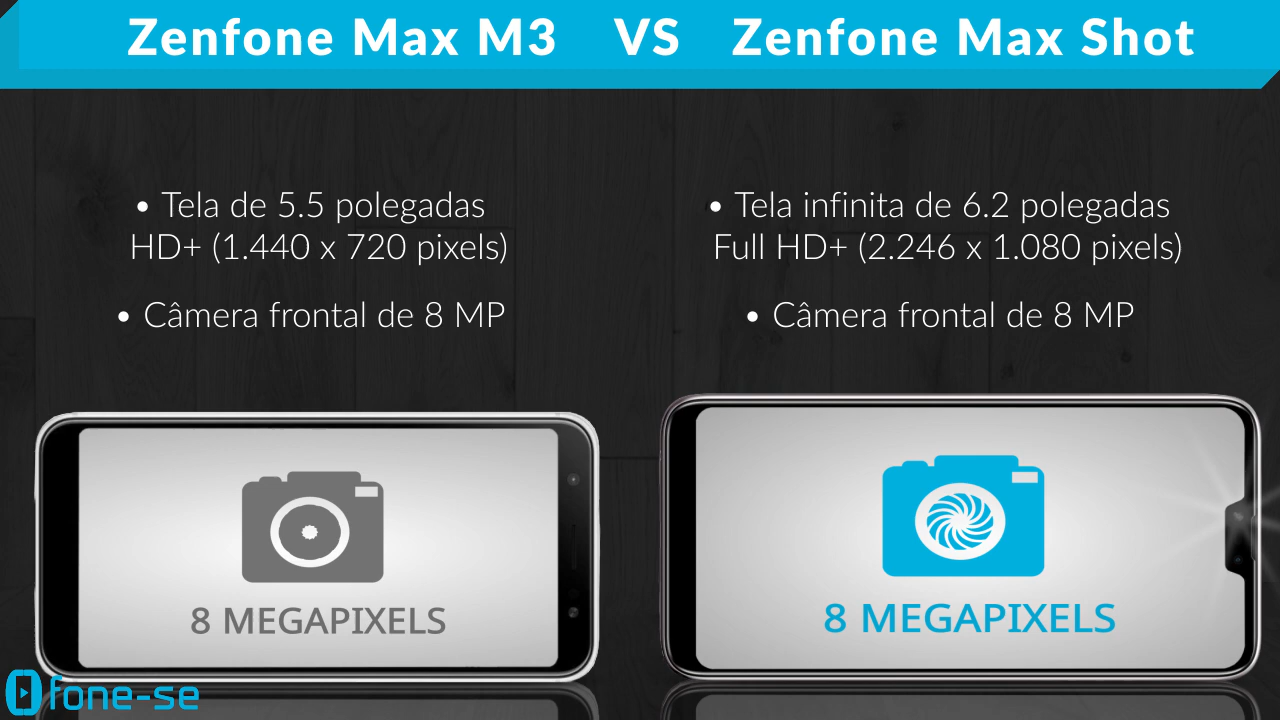 Zenfone Max M3 VS Zenfone Max Shot
• Tela de 5.5 polegadas
HD+ (1.440 x 720 pixels)
• Câmera frontal de 8 MP
• Tela infinita de 6.2 polegadas
Full HD+ (2.246 x 1.080 pixels)
• Câmera frontal de 8 MP
8 MEGAPIXELS
8 MEGAPIXELS
fone-se